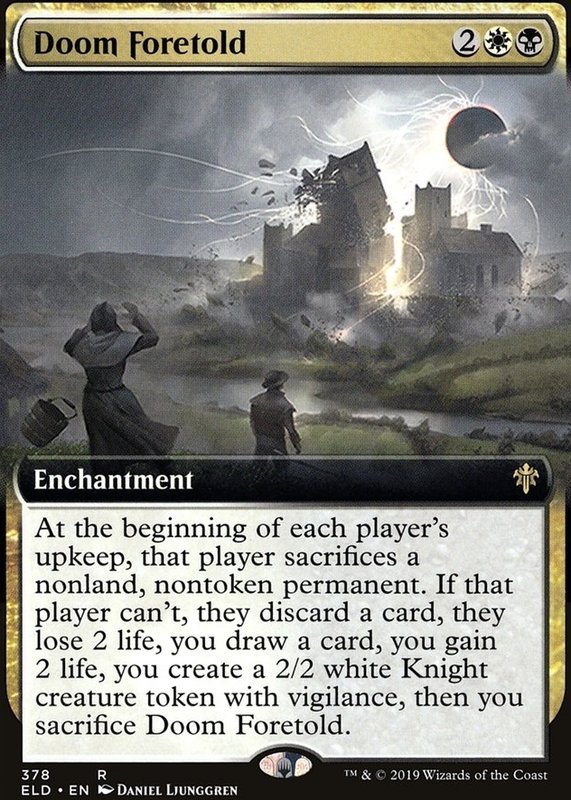 Doom Foretold 2
Enchantment
At the beginning of each player's
upkeep, that player sacrifices a
nonland, nontoken permanent. If that
player can't, they discard a card, they
lose 2 life, you draw a card, you gain
2 life, you create a 2/2 white Knight
creature token with vigilance, then you
sacrifice Doom Foretold.
378 R
ELD • EN Daniel Ljunggren
™ & © 2019 Wizards of the Coast